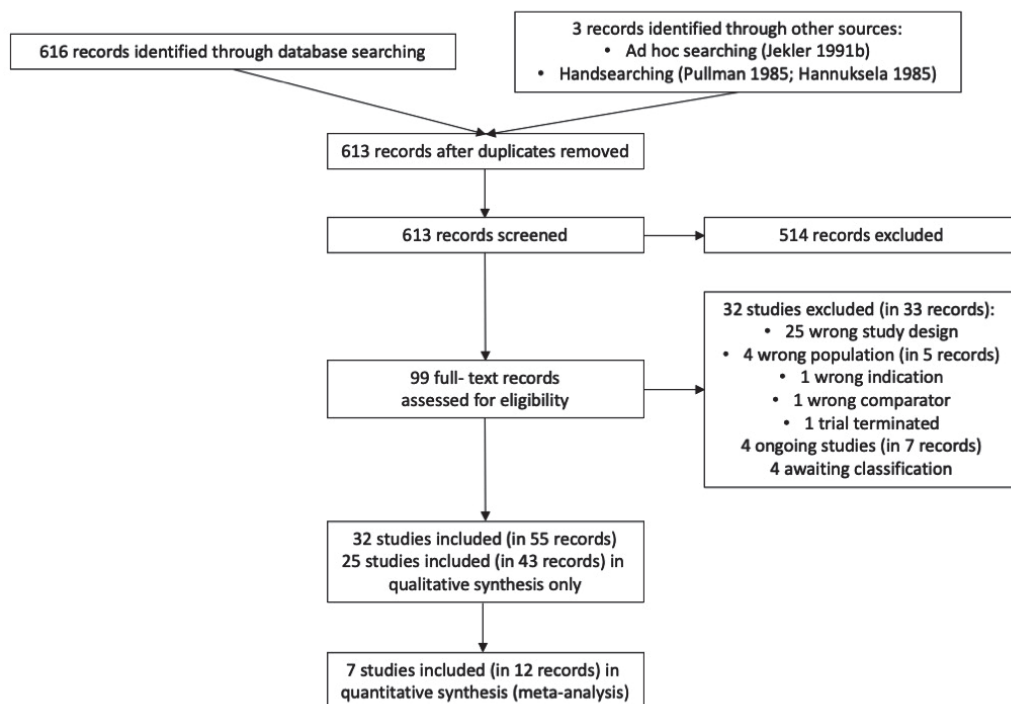 616 records identified through database searching
3 records identified through other sources:
• Ad hoc searching (Jekler 1991b)
• Handsearching (Pullman 1985; Hannuksela 1985)
613 records after duplicates removed
613 records screened
514 records excluded
99 full- text records
assessed for eligibility
32 studies excluded (in 33 records):
• 25 wrong study design
• 4 wrong population (in 5 records)
• 1 wrong indication
• 1 wrong comparator
• 1 trial terminated
4 ongoing studies (in 7 records)
4 awaiting classification
32 studies included (in 55 records)
25 studies included (in 43 records) in
qualitative synthesis only
7 studies included (in 12 records) in
quantitative synthesis (meta-analysis)